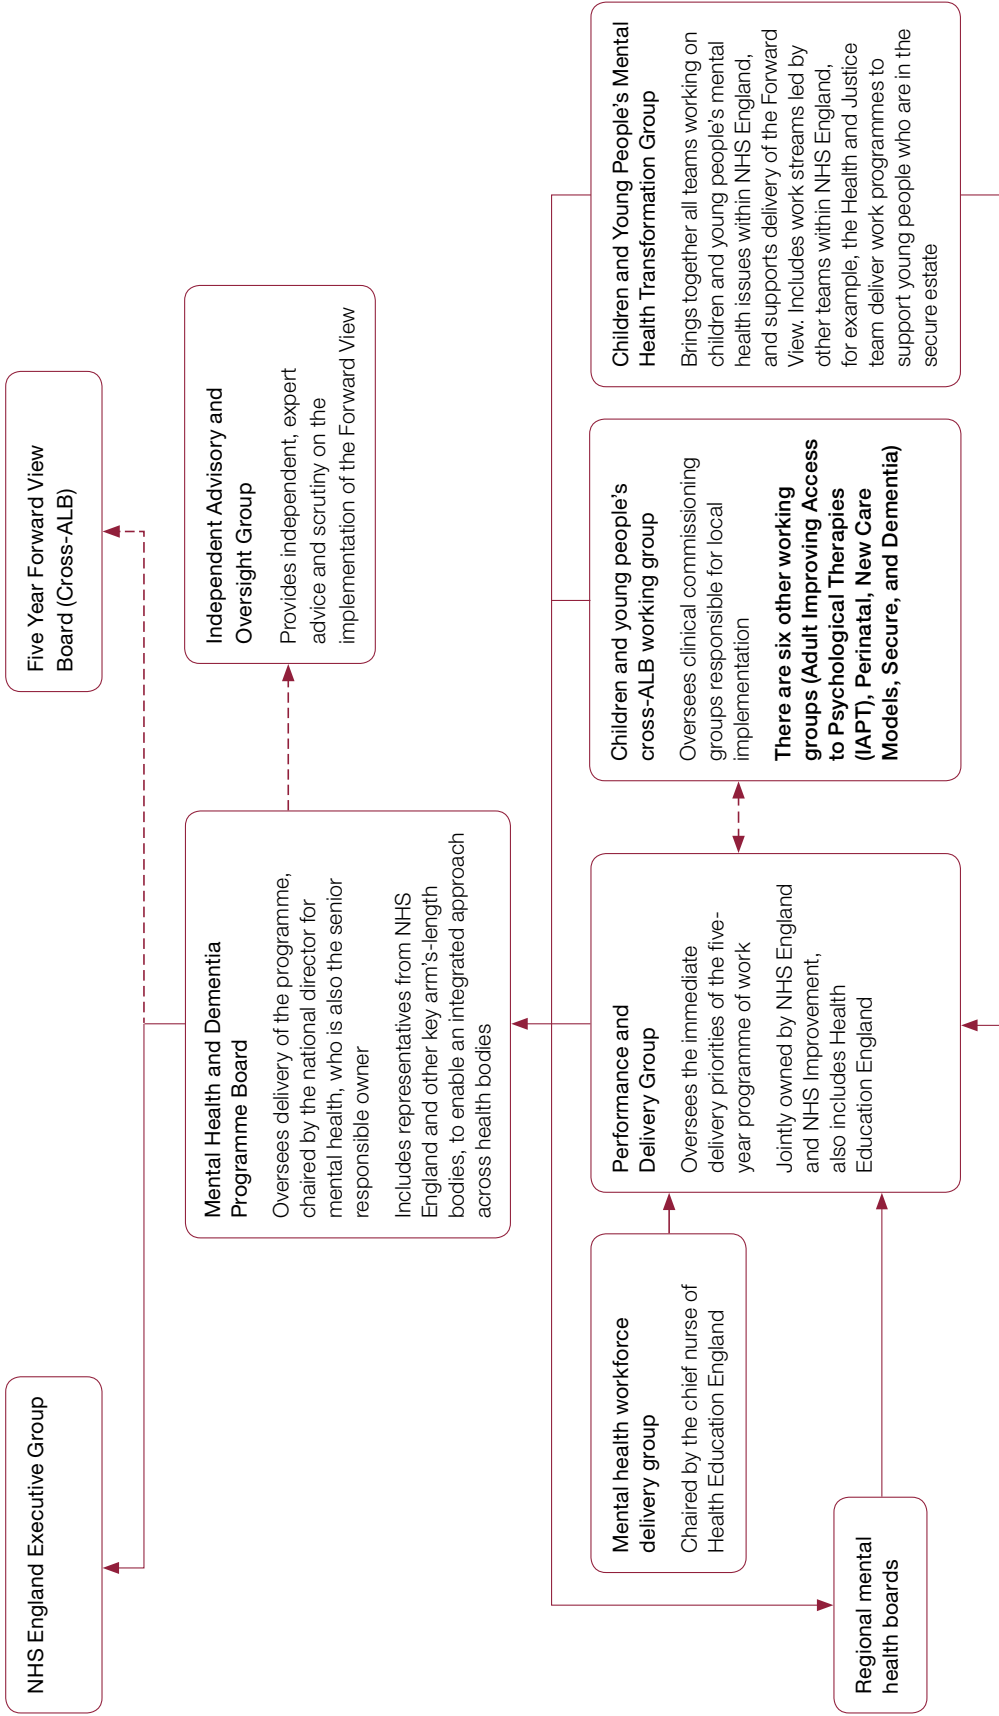 NHS England Executive Group
Five Year Forward View
Board (Cross-ALB)
Mental Health and Dementia
Programme Board
Oversees delivery of the programme,
chaired by the national director for
mental health, who is also the senior
responsible owner
Includes representatives from NHS
England and other key arm's-length
bodies, to enable an integrated approach
across health bodies
Independent Advisory and
Oversight Group
Provides independent, expert
advice and scrutiny on the
implementation of the Forward View
Mental health workforce
delivery group
Chaired by the chief nurse of
Health Education England
Performance and
Delivery Group
Oversees the immediate
delivery priorities of the five-
year programme of work
Jointly owned by NHS England
and NHS Improvement,
also includes Health
Education England
Children and young people's
cross-ALB working group
Oversees clinical commissioning
groups responsible for local
implementation
There are six other working
groups (Adult Improving Access
to Psychological Therapies
(IAPT), Perinatal, New Care
Models, Secure, and Dementia)
Children and Young People's Mental
Health Transformation Group
Brings together all teams working on
children and young people's mental
health issues within NHS England,
and supports delivery of the Forward
View. Includes work streams led by
other teams within NHS England,
for example, the Health and Justice
team deliver work programmes to
support young people who are in the
secure estate
Regional mental
health boards